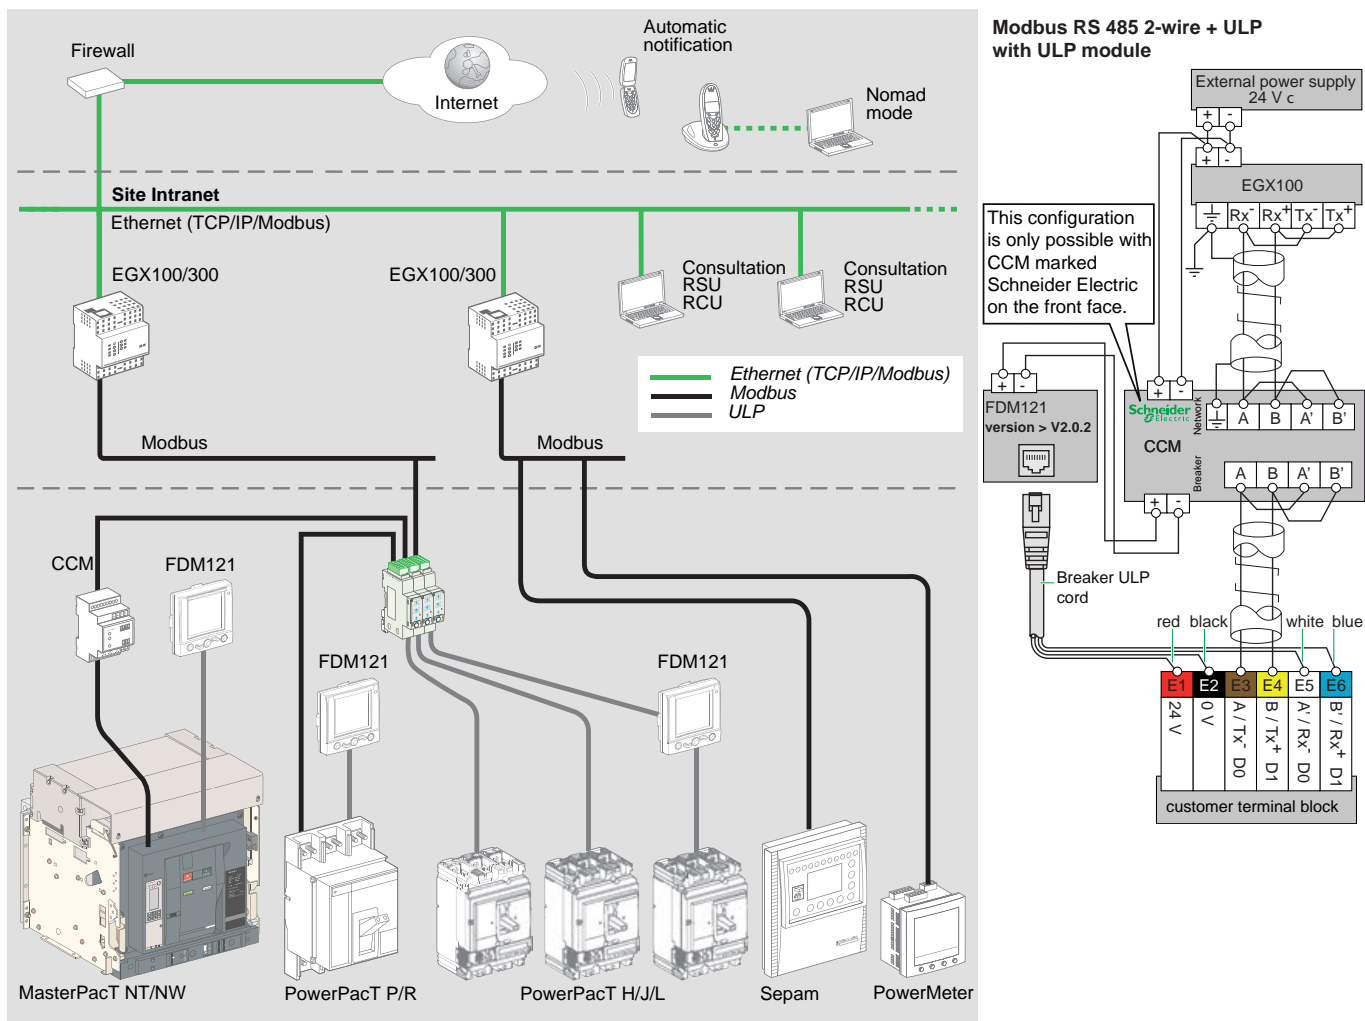 Firewall
Internet
Automatic
notification
Nomad
mode
Site Intranet
Ethernet (TCP/IP/Modbus)
EGX100/300
EGX100/300
Consultation
RSU
RCU
Consultation
RSU
RCU
Ethernet (TCP/IP/Modbus)
Modbus
ULP
Modbus
Modbus
CCM
FDM121
FDM121
FDM121
MasterPacT NT/NW
PowerPacT P/R
PowerPacT H/J/L
Sepam
PowerMeter
Modbus RS 485 2-wire + ULP
with ULP module
External power supply
24 V c
+ -
+ -
EGX100
Rx- Rx+ Tx- Tx+
This configuration
is only possible with
CCM marked
Schneider Electric
on the front face.
+ -
FDM121
version > V2.0.2
+ -
Schneider
Electric
CCM
Network
A B A' B'
Breaker
A B A' B'
+ -
Breaker ULP
cord
red black white blue
E1 E2 E3 E4 E5 E6
24 V
0 V
A / Tx- D0
B / Tx+ D1
A' / Rx- D0
B' / Rx+ D1
customer terminal block